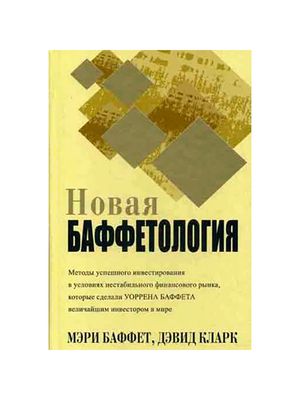 Новая
БАФФЕТОЛОГИЯ
Методы успешного инвестирования
в условиях нестабильного финансового рынка,
которые сделали УОРРЕНА БАФФЕТА
величайшим инвестором в мире
МЭРИ БАФФЕТ, ДЭВИД КЛАРК